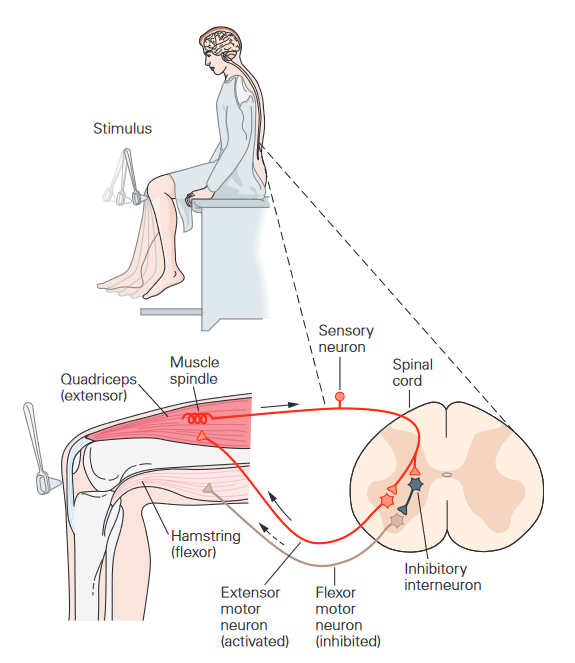 Stimulus
Sensory
neuron
Muscle
spindle
Spinal
cord
Quadriceps
(extensor)
Hamstring
(flexor)
Inhibitory
interneuron
Extensor
motor
neuron
(activated)
Flexor
motor
neuron
(inhibited)